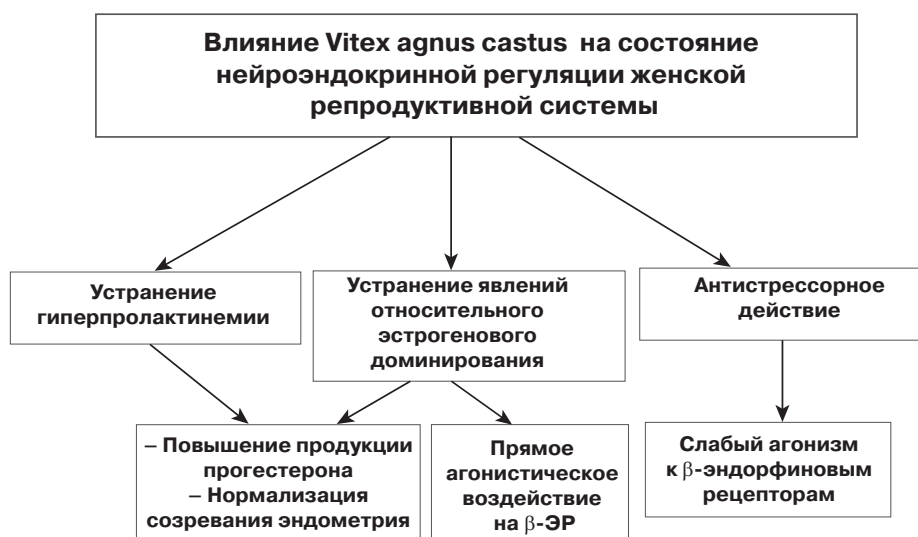 Влияние Vitex agnus castus на состояние
нейроэндокринной регуляции женской
репродуктивной системы
Устранение
гиперпролактинемии
Устранение явлений
относительного
эстрогенового
доминирования
Антистрессорное
действие
– Повышение продукции
прогестерона
– Нормализация
созревания эндометрия
Прямое
агонистическое
воздействие
на β-ЭР
Слабый агонизм
к β-эндорфиновым
рецепторам